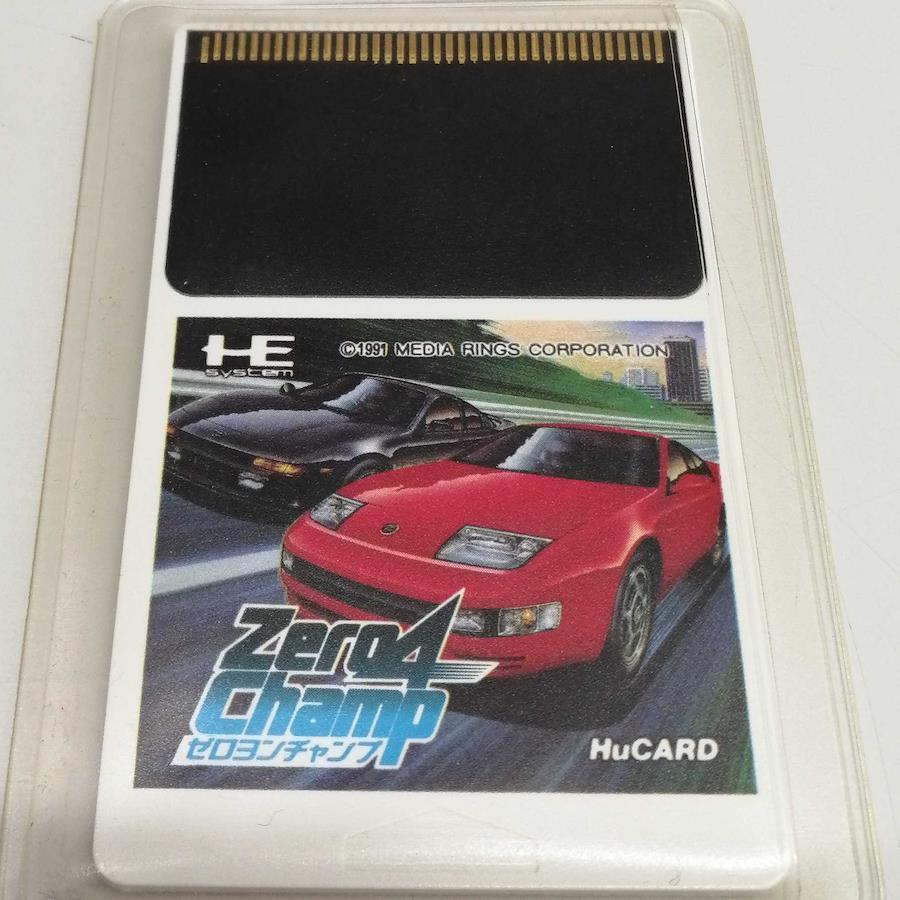 HE
system
©1991 MEDIA RINGS CORPORATION
Zero4
Champ
ゼロヨンチャンプ
HuCARD